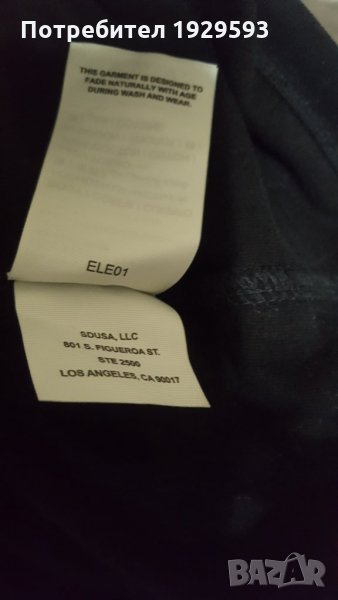 Потребител 1929593
THIS GARMENT IS DESIGNED TO
FADE NATURALLY WITH AGE
DURING WASH AND WEAR.
ELE01
SDUSA, LLC
801 S. FIGUEROA ST.
STE 2500
LOS ANGELES, CA 90017
BAZAR